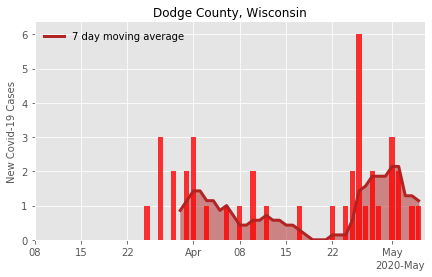 Dodge County, Wisconsin
7 day moving average
New Covid-19 Cases
6
5
4
3
2
1
0
08 15 22 Apr 08 15 22 May
2020-May